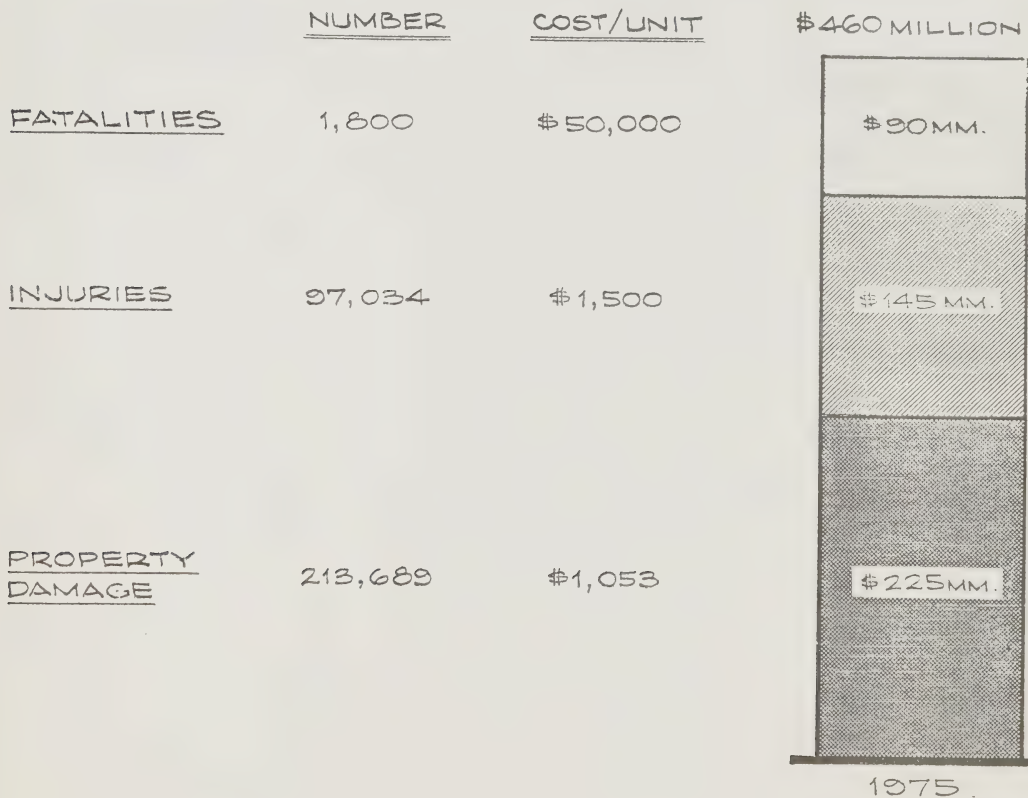 NUMBER COST/UNIT $460 MILLION
FATALITIES 1,800 $50,000 $90MM.
INJURIES 97,034 $1,500 $145 MM.
PROPERTY
DAMAGE 213,689 $1,053 $225MM.
1975.